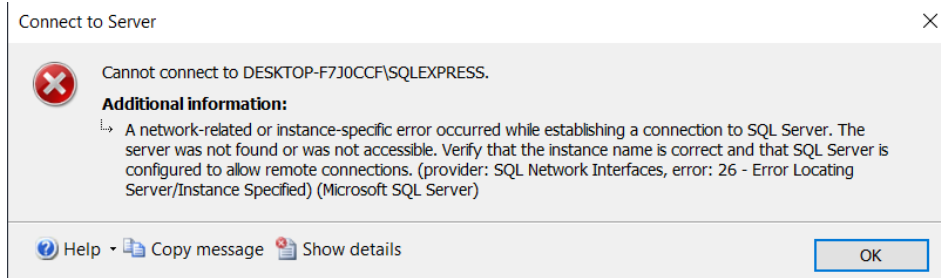 Connect to Server
Cannot connect to DESKTOP-F7J0CCF\SQLEXPRESS.
Additional information:
A network-related or instance-specific error occurred while establishing a connection to SQL Server. The
server was not found or was not accessible. Verify that the instance name is correct and that SQL Server is
configured to allow remote connections. (provider: SQL Network Interfaces, error: 26 - Error Locating
Server/Instance Specified) (Microsoft SQL Server)
Help Copy message Show details OK